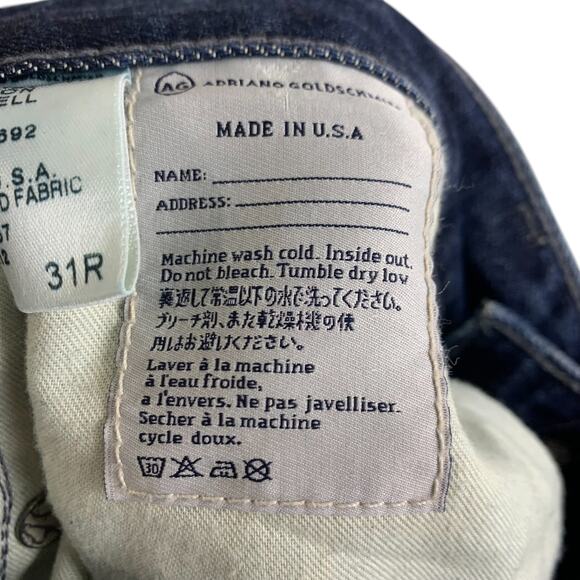 ELL
692
.S.A.
D FABRIC
31R
AG ADRIANO GOLDSCHMIED
MADE IN U.S.A
NAME:
ADDRESS:
Machine wash cold. Inside out.
Do not bleach. Tumble dry low
裏返して常温以下の水で洗ってください。
ブリーチ剤、また乾燥機の使
用はお避けください。
Laver à la machine
à l'eau froide,
a l'envers. Ne pas javelliser.
Secher à la machine
cycle doux.
30